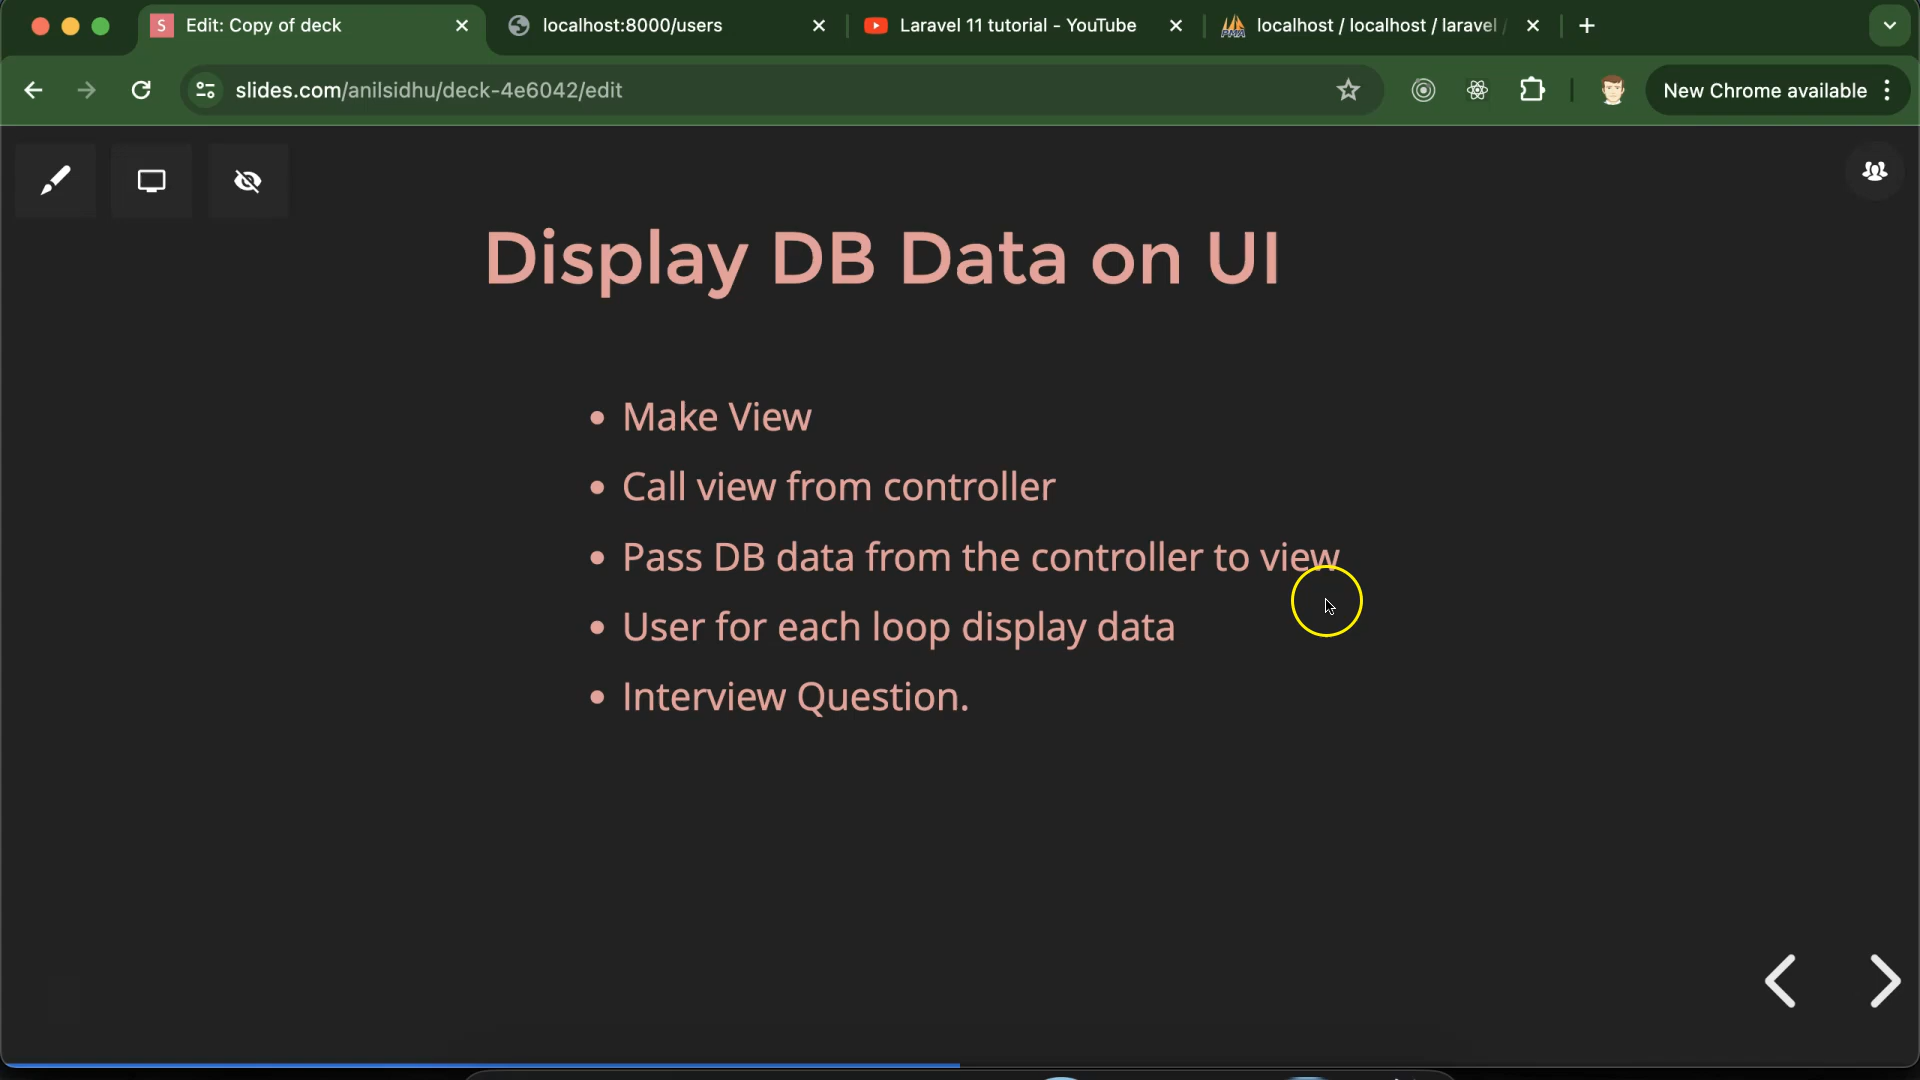 Edit: Copy of deck
localhost:8000/users
Laravel 11 tutorial - YouTube
localhost / localhost / laravel /
slides.com/anilsidhu/deck-4e6042/edit
New Chrome available
Display DB Data on UI
Make View
Call view from controller
Pass DB data from the controller to view
User for each loop display data
Interview Question.